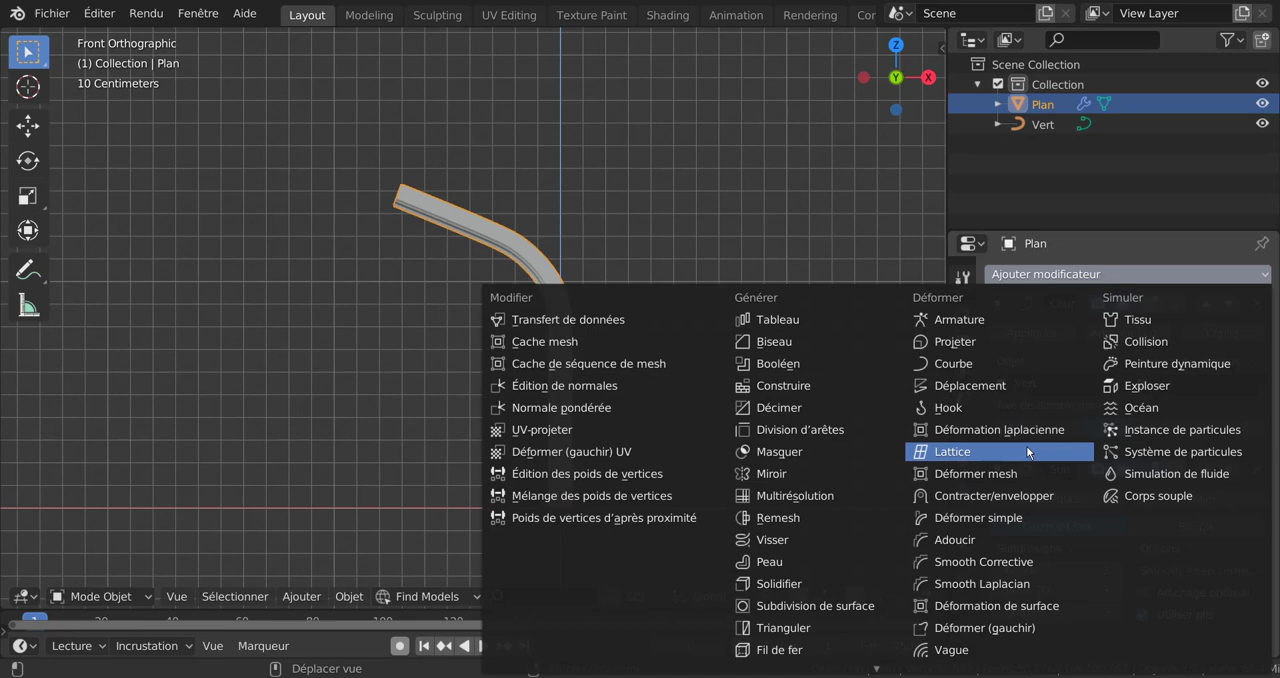 Fichier Éditer Rendu Fenêtre Aide Layout Modeling Sculpting UV Editing Texture Paint Shading Animation Rendering Scene View Layer
Front Orthographic
(1) Collection | Plan
10 Centimeters
Z
Y
X
Scene Collection
Collection
Plan
Vert
Plan
Ajouter modificateur
Modifier
Transfert de données
Cache mesh
Cache de séquence de mesh
Édition de normales
Normale pondérée
UV-projeter
Déformer (gauchir) UV
Édition des poids de vertices
Mélange des poids de vertices
Poids de vertices d'après proximité
Générer
Tableau
Biseau
Booléen
Construire
Décimer
Division d'arêtes
Masquer
Miroir
Multirésolution
Remesh
Visser
Peau
Solidifier
Subdivision de surface
Trianguler
Fil de fer
Déformer
Armature
Projeter
Courbe
Déplacement
Hook
Déformation laplacienne
Lattice
Déformer mesh
Contracter/envelopper
Déformer simple
Adoucir
Smooth Corrective
Smooth Laplacian
Déformation de surface
Déformer (gauchir)
Vague
Simuler
Tissu
Collision
Peinture dynamique
Exploser
Océan
Instance de particules
Système de particules
Simulation de fluide
Corps souple
Mode Objet Vue Sélectionner Ajouter Objet Find Models
1
Lecture Incrustation Vue Marqueur
Déplacer vue